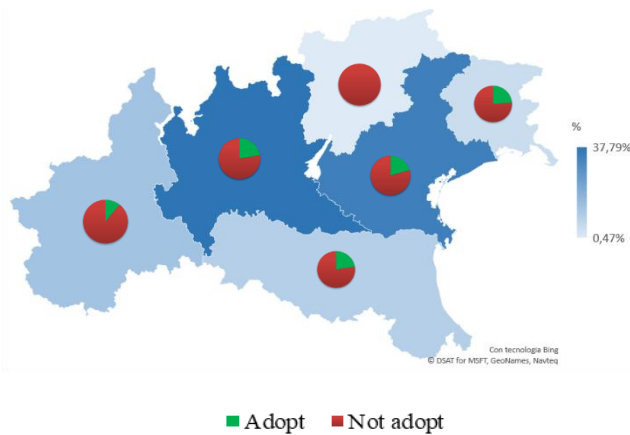 %
37,79%
0,47%
Con tecnologia Bing
© DSAT for MSFT, GeoNames, Navteq
Adopt Not adopt